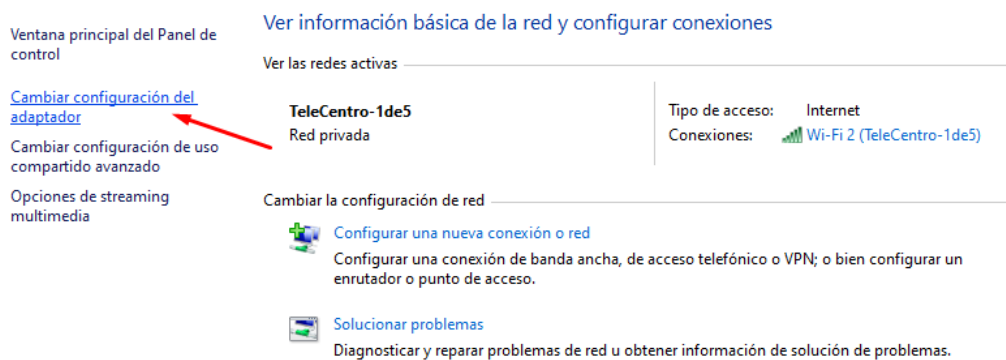 Ventana principal del Panel de
control
Cambiar configuración del
adaptador
Cambiar configuración de uso
compartido avanzado
Opciones de streaming
multimedia
Ver información básica de la red y configurar conexiones
Ver las redes activas
TeleCentro-1de5
Red privada
Tipo de acceso: Internet
Conexiones: Wi-Fi 2 (TeleCentro-1de5)
Cambiar la configuración de red
Configurar una nueva conexión o red
Configurar una conexión de banda ancha, de acceso telefónico o VPN; o bien configurar un
enrutador o punto de acceso.
Solucionar problemas
Diagnosticar y reparar problemas de red u obtener información de solución de problemas.